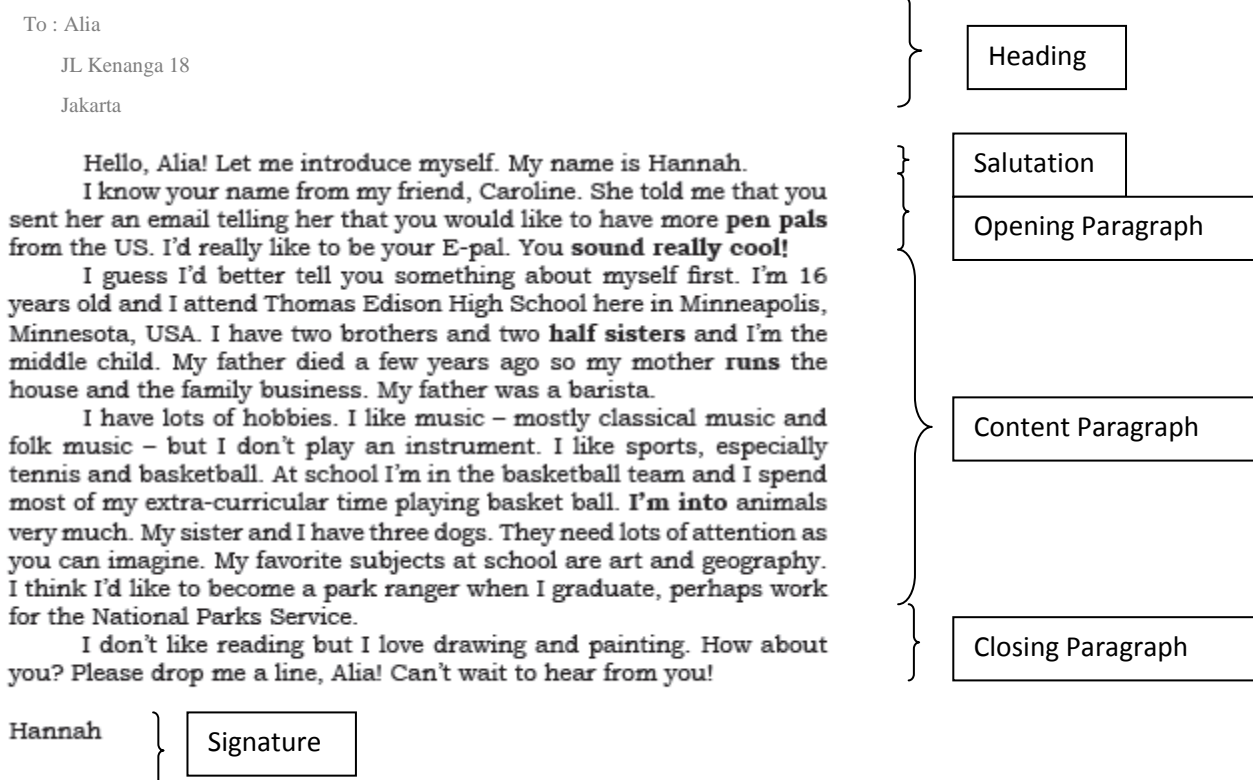 To : Alia
JL Kenanga 18
Jakarta
Heading
Hello, Alia! Let me introduce myself. My name is Hannah.
Salutation
I know your name from my friend, Caroline. She told me that you
sent her an email telling her that you would like to have more pen pals
from the US. I'd really like to be your E-pal. You sound really cool!
Opening Paragraph
I guess I'd better tell you something about myself first. I'm 16
years old and I attend Thomas Edison High School here in Minneapolis,
Minnesota, USA. I have two brothers and two half sisters and I'm the
middle child. My father died a few years ago so my mother runs the
house and the family business. My father was a barista.
I have lots of hobbies. I like music – mostly classical music and
folk music – but I don't play an instrument. I like sports, especially
tennis and basketball. At school I'm in the basketball team and I spend
most of my extra-curricular time playing basket ball. I'm into animals
very much. My sister and I have three dogs. They need lots of attention as
you can imagine. My favorite subjects at school are art and geography.
I think I'd like to become a park ranger when I graduate, perhaps work
for the National Parks Service.
Content Paragraph
I don't like reading but I love drawing and painting. How about
you? Please drop me a line, Alia! Can't wait to hear from you!
Closing Paragraph
Hannah
Signature